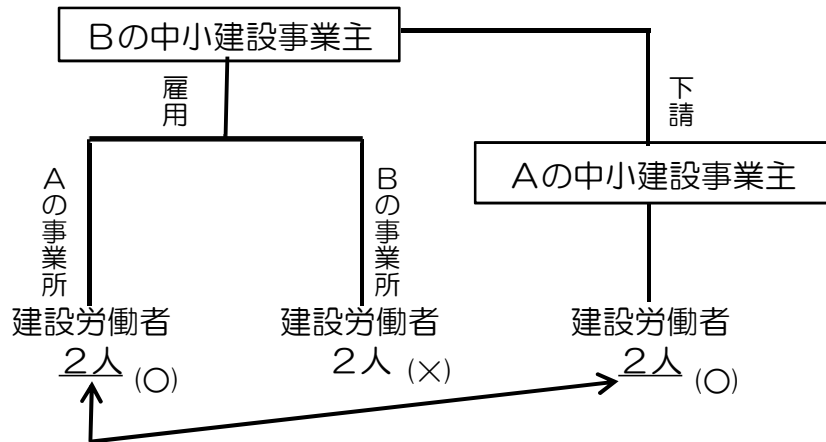 Ｂの中小建設事業主
雇用
下請
Ａの中小建設事業主
Ａの事業所
Ｂの事業所
建設労働者
２人 (○)
建設労働者
２人 (×)
建設労働者
２人 (○)